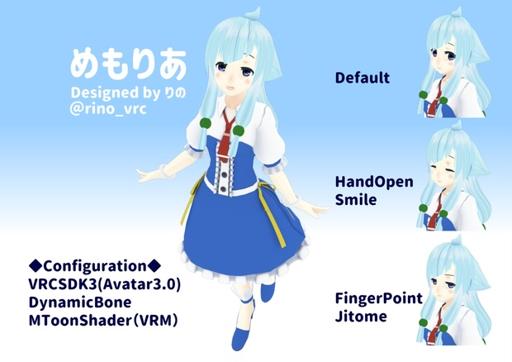 めもりあ
Designed by りの
@rino_vrc
Default
HandOpen
Smile
FingerPoint
Jitome
◆Configuration◆
VRCSDK3(Avatar3.0)
DynamicBone
MToonShader（VRM）